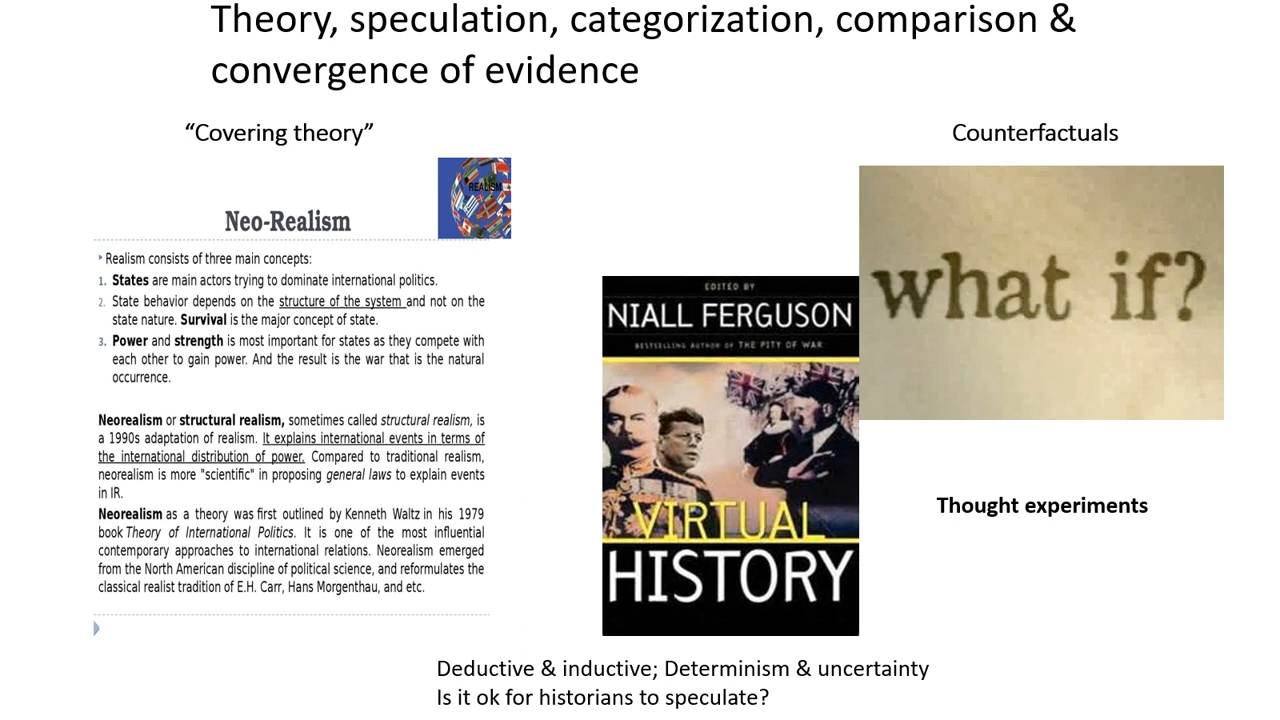 Theory, speculation, categorization, comparison &
convergence of evidence
“Covering theory”
Counterfactuals
REALISM
Neo-Realism
Realism consists of three main concepts:
1. States are main actors trying to dominate international politics.
2. State behavior depends on the structure of the system and not on the
state nature. Survival is the major concept of state.
3. Power and strength is most important for states as they compete with
each other to gain power. And the result is the war that is the natural
occurrence.
Neorealism or structural realism, sometimes called structural realism, is
a 1990s adaptation of realism. It explains international events in terms of
the international distribution of power. Compared to traditional realism,
neorealism is more "scientific" in proposing general laws to explain events
in IR.
Neorealism as a theory was first outlined by Kenneth Waltz in his 1979
book Theory of International Politics. It is one of the most influential
contemporary approaches to international relations. Neorealism emerged
from the North American discipline of political science, and reformulates the
classical realist tradition of E.H. Carr, Hans Morgenthau, and etc.
EDITED BY
NIALL FERGUSON
BESTSELLING AUTHOR OF THE PITY OF WAR
VIRTUAL
HISTORY
what if?
Thought experiments
Deductive & inductive; Determinism & uncertainty
Is it ok for historians to speculate?